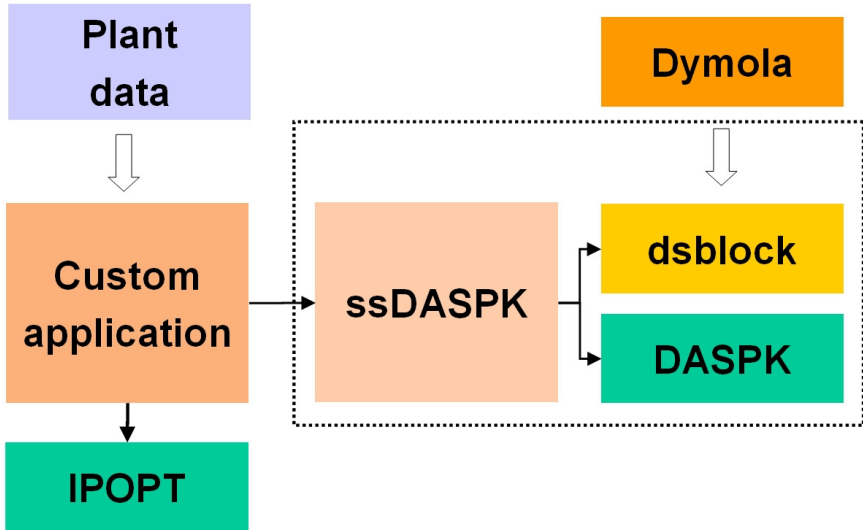 Plant
data
Dymola
Custom
application
ssDASPK
dsblock
DASPK
IPOPT